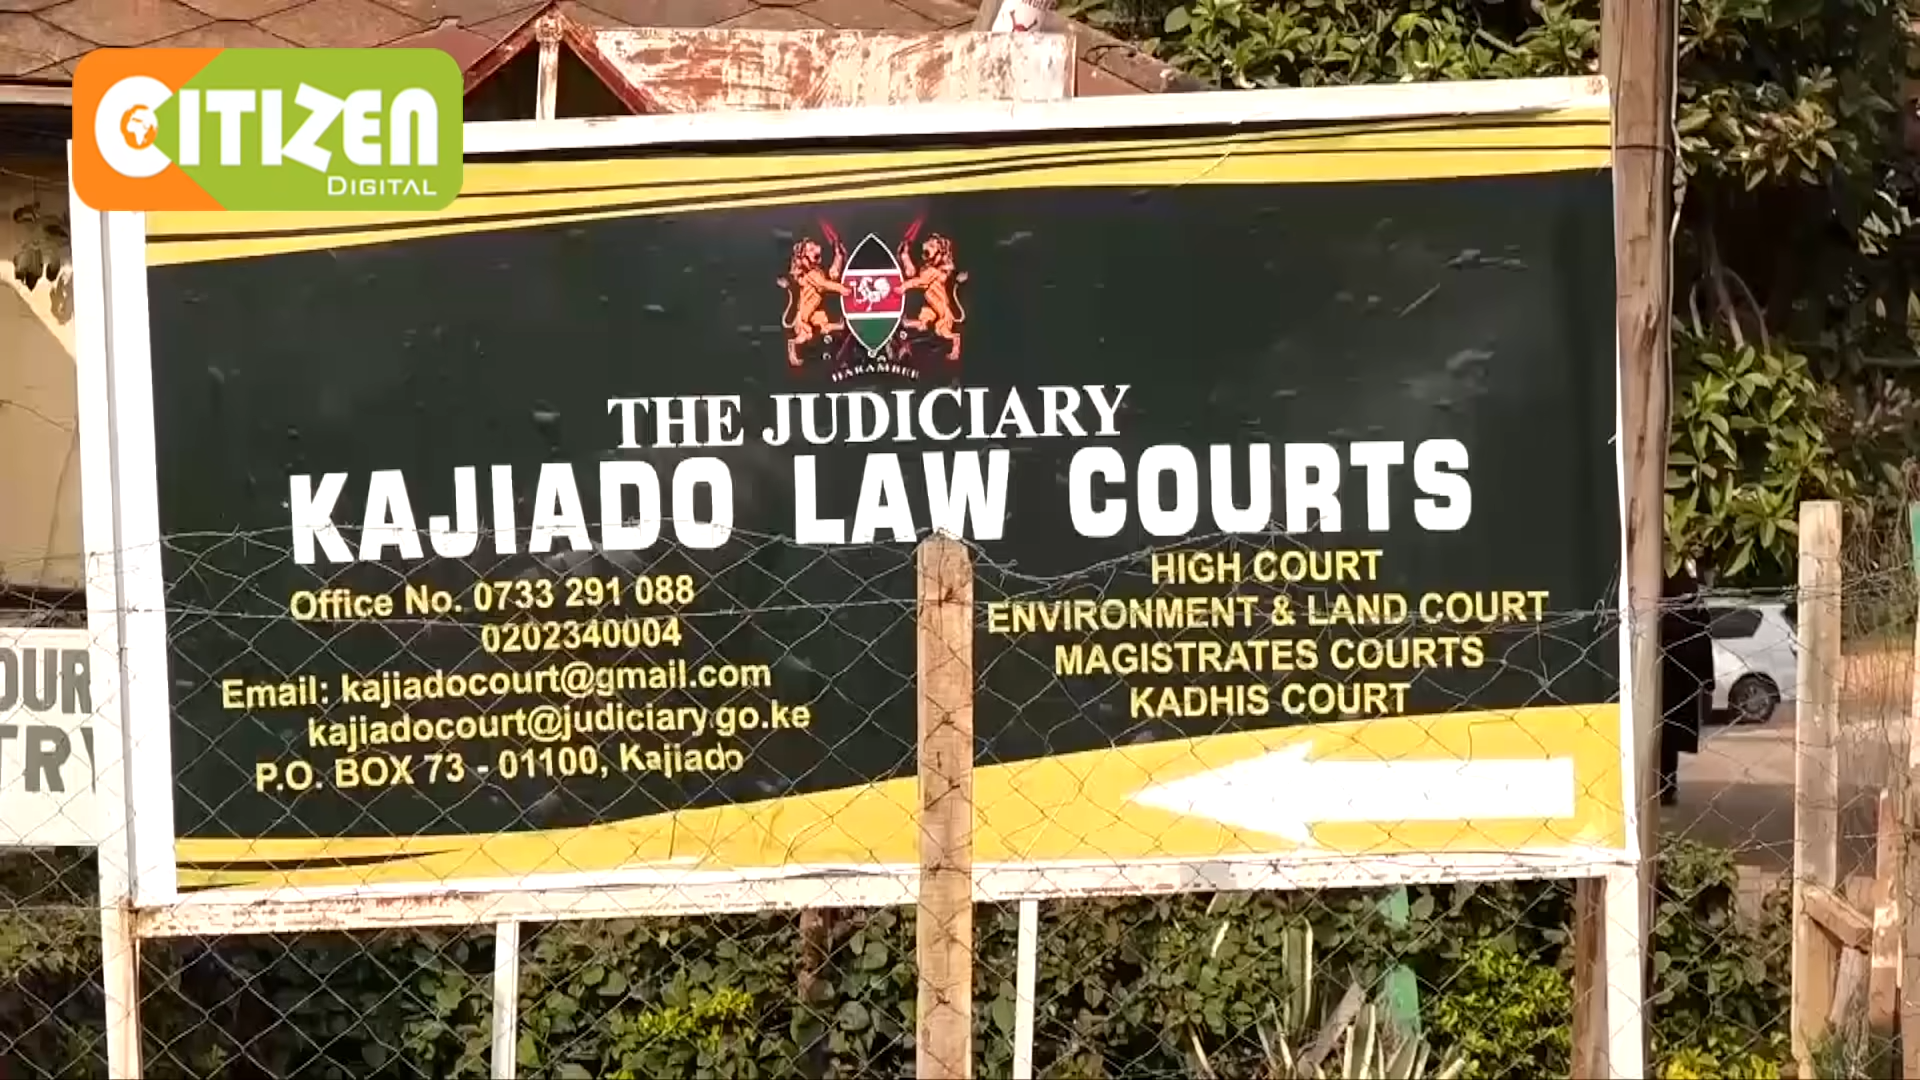 CITIZEN
DIGITAL
HARAMBEE
THE JUDICIARY
KAJIADO LAW COURTS
Office No. 0733 291 088
0202340004
Email: kajiadocourt@gmail.com
kajiadocourt@judiciary.go.ke
P.O. BOX 73 - 01100, Kajiado
HIGH COURT
ENVIRONMENT & LAND COURT
MAGISTRATES COURTS
KADHIS COURT